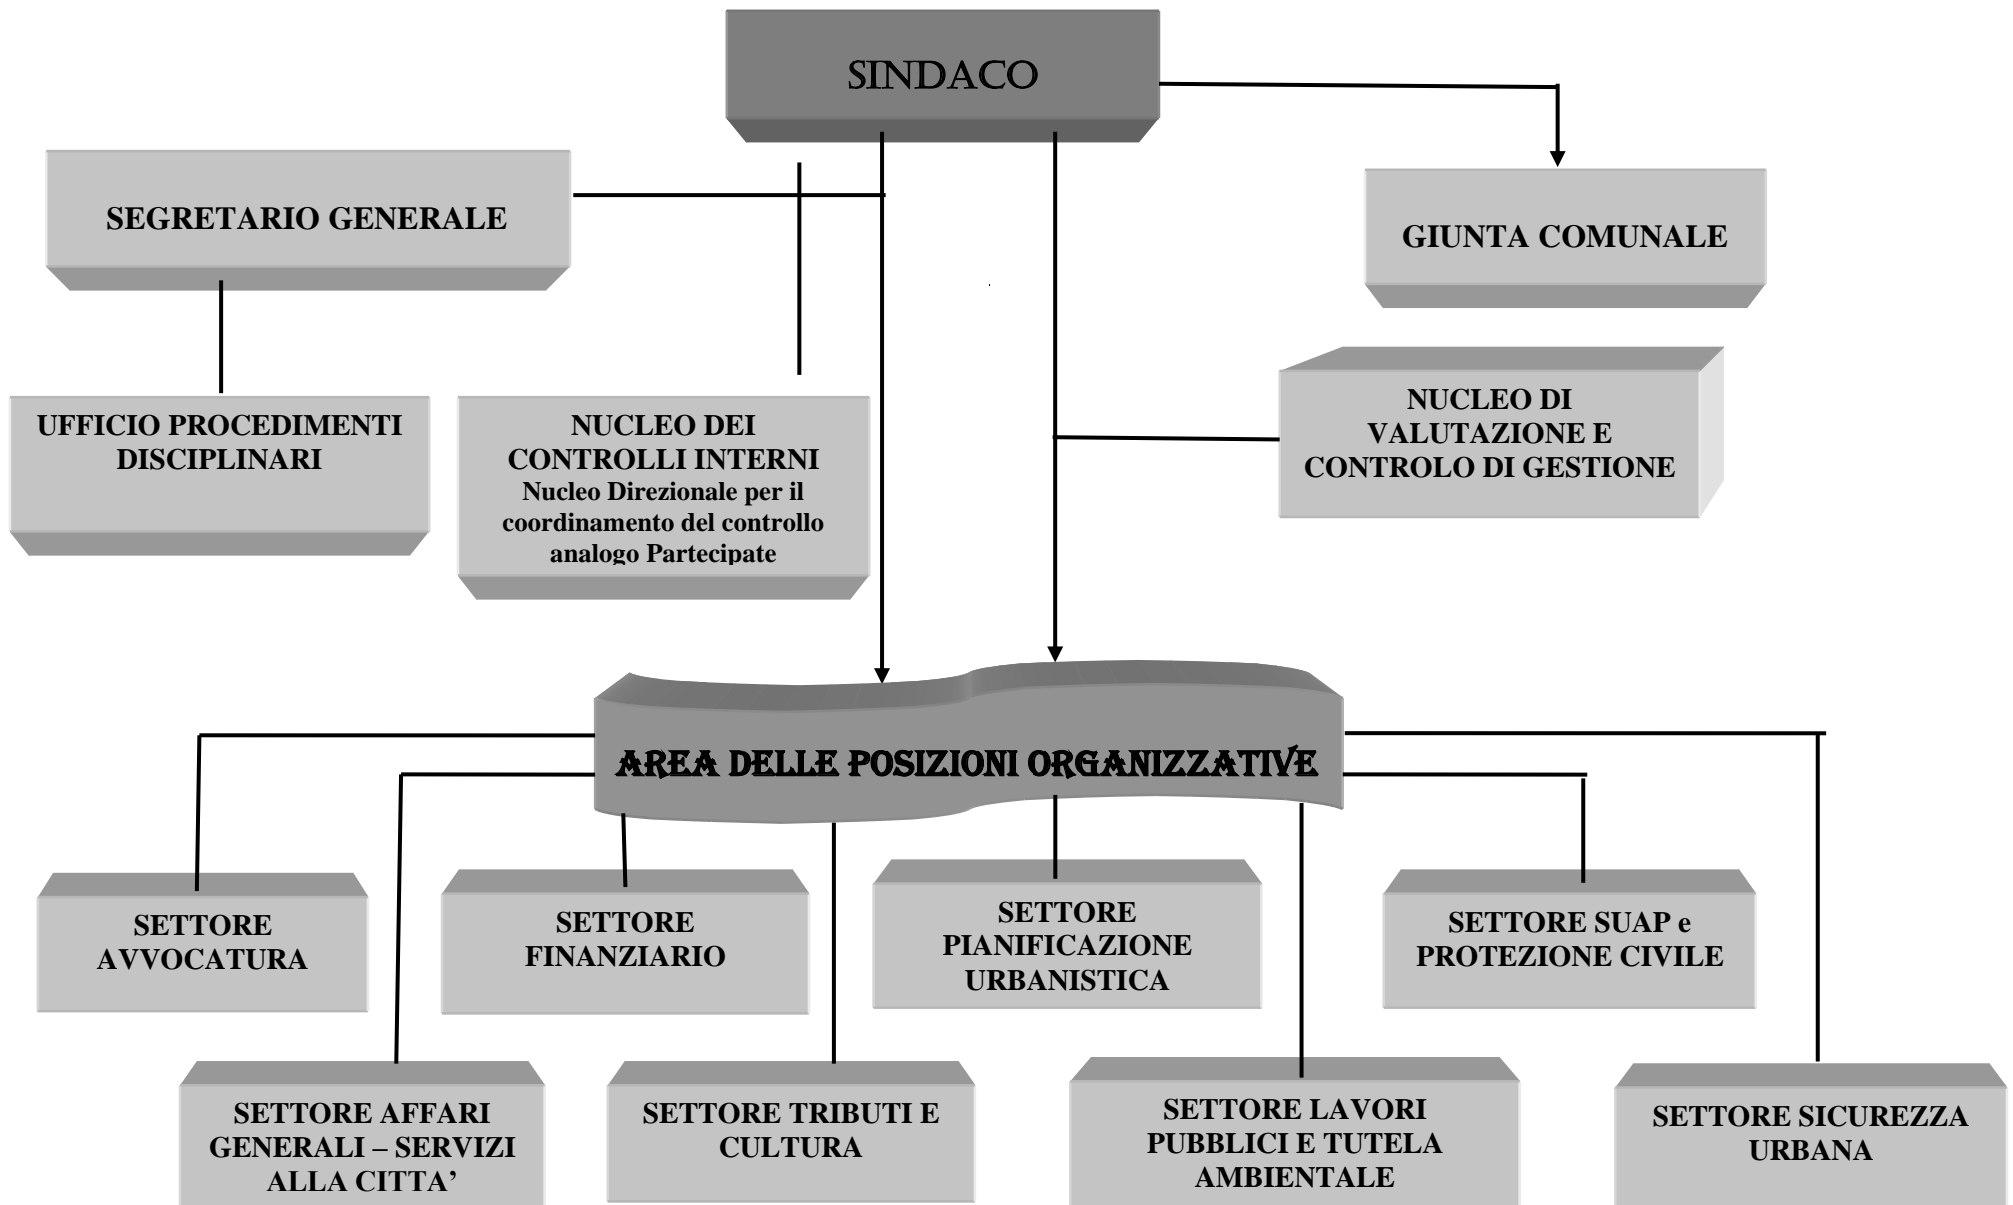 SINDACO
SEGRETARIO GENERALE
GIUNTA COMUNALE
UFFICIO PROCEDIMENTI
DISCIPLINARI
NUCLEO DEI
CONTROLLI INTERNI
Nucleo Direzionale per il
coordinamento del controllo
analogo Partecipate
NUCLEO DI
VALUTAZIONE E
CONTROLO DI GESTIONE
AREA DELLE POSIZIONI ORGANIZZATIVE
SETTORE
AVVOCATURA
SETTORE
FINANZIARIO
SETTORE
PIANIFICAZIONE
URBANISTICA
SETTORE SUAP e
PROTEZIONE CIVILE
SETTORE AFFARI
GENERALI – SERVIZI
ALLA CITTA’
SETTORE TRIBUTI E
CULTURA
SETTORE LAVORI
PUBBLICI E TUTELA
AMBIENTALE
SETTORE SICUREZZA
URBANA